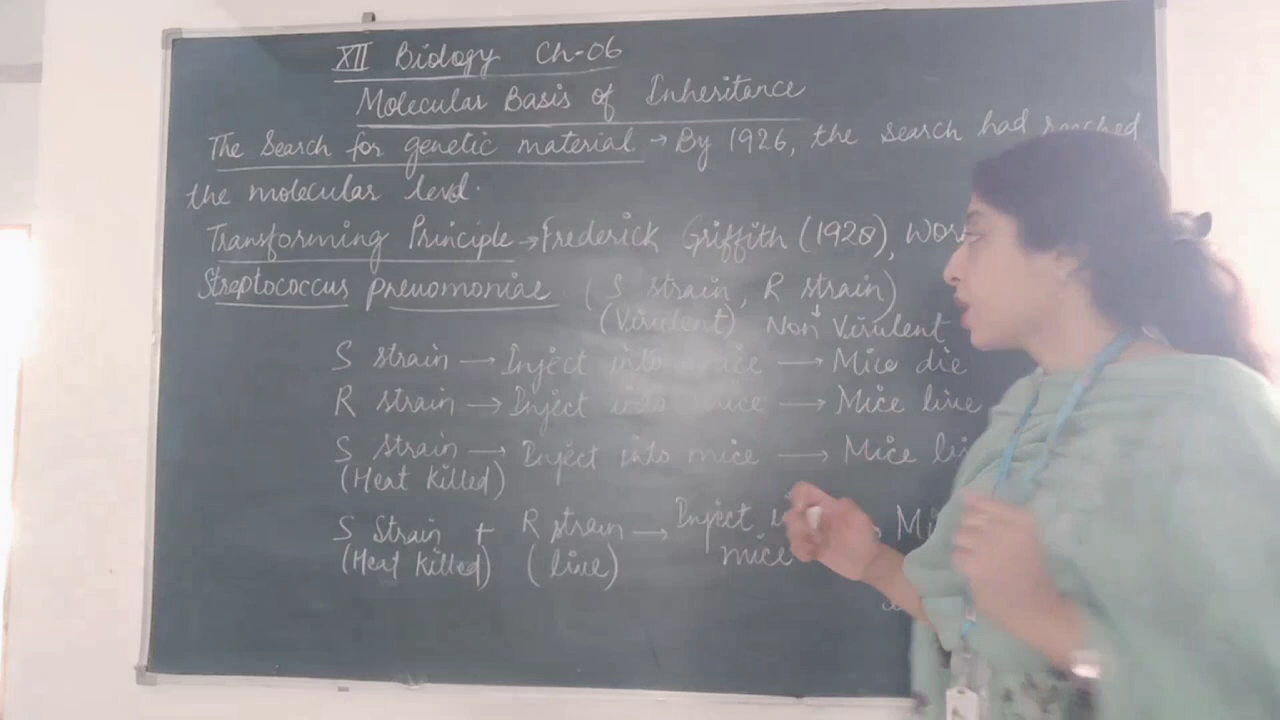 XII Biology Ch-06
Molecular Basis of Inheritance
The Search for genetic material → By 1926, the search had reached
the molecular level.
Transforming Principle → Frederick Griffith (1928),
Streptococcus pneumoniae (S strain, R strain)
(Virulent) Non Virulent
S strain → Inject into mice → Mice die
R strain → Inject into mice → Mice live
S strain → Inject into mice → Mice
(Heat killed)
S Strain + R strain → Inject
(Heat killed) (live) mice